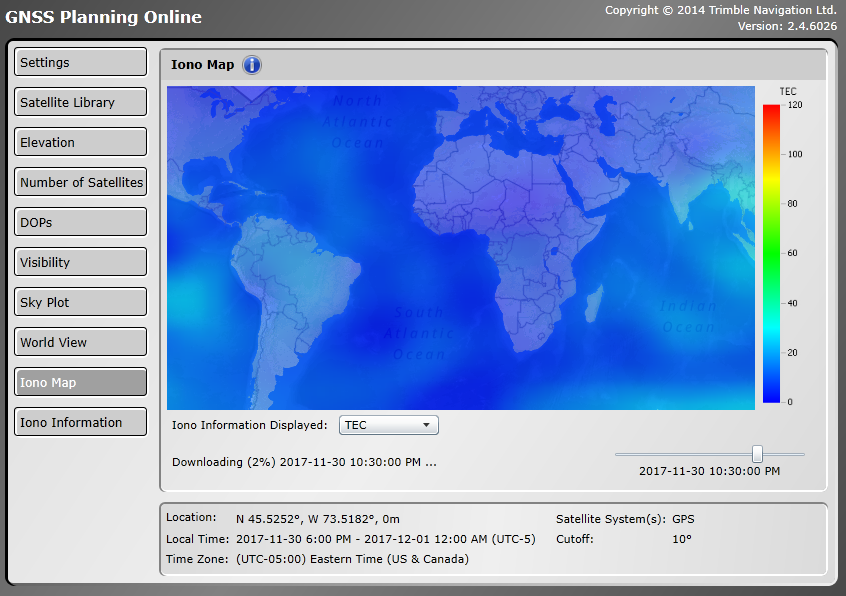 GNSS Planning Online
Copyright © 2014 Trimble Navigation Ltd.
Version: 2.4.6026
Settings
Satellite Library
Elevation
Number of Satellites
DOPs
Visibility
Sky Plot
World View
Iono Map
Iono Information
Iono Map
North
Atlantic
Ocean
South
Atlantic
Ocean
Indian
Ocean
TEC
120
100
80
60
40
20
0
Iono Information Displayed: TEC
Downloading (2%) 2017-11-30 10:30:00 PM ...
2017-11-30 10:30:00 PM
Location: N 45.5252°, W 73.5182°, 0m
Local Time: 2017-11-30 6:00 PM - 2017-12-01 12:00 AM (UTC-5)
Time Zone: (UTC-05:00) Eastern Time (US & Canada)
Satellite System(s): GPS
Cutoff: 10°